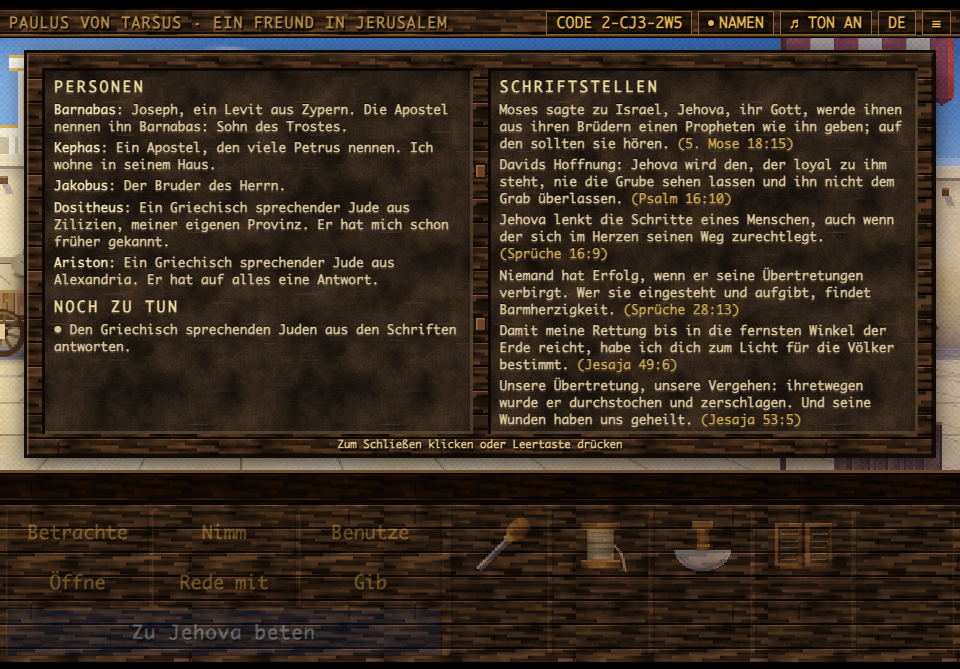 PAULUS VON TARSUS · EIN FREUND IN JERUSALEM
CODE 2-CJ3-2W5
● NAMEN
♬ TON AN
DE
≡
PERSONEN
Barnabas: Joseph, ein Levit aus Zypern. Die Apostel
nennen ihn Barnabas: Sohn des Trostes.
Kephas: Ein Apostel, den viele Petrus nennen. Ich
wohne in seinem Haus.
Jakobus: Der Bruder des Herrn.
Dositheus: Ein Griechisch sprechender Jude aus
Zilizien, meiner eigenen Provinz. Er hat mich schon
früher gekannt.
Ariston: Ein Griechisch sprechender Jude aus
Alexandria. Er hat auf alles eine Antwort.
NOCH ZU TUN
● Den Griechisch sprechenden Juden aus den Schriften
antworten.
SCHRIFTSTELLEN
Moses sagte zu Israel, Jehova, ihr Gott, werde ihnen
aus ihren Brüdern einen Propheten wie ihn geben; auf
den sollten sie hören. (5. Mose 18:15)
Davids Hoffnung: Jehova wird den, der loyal zu ihm
steht, nie die Grube sehen lassen und ihn nicht dem
Grab überlassen. (Psalm 16:10)
Jehova lenkt die Schritte eines Menschen, auch wenn
der sich im Herzen seinen Weg zurechtlegt.
(Sprüche 16:9)
Niemand hat Erfolg, wenn er seine Übertretungen
verbirgt. Wer sie eingesteht und aufgibt, findet
Barmherzigkeit. (Sprüche 28:13)
Damit meine Rettung bis in die fernsten Winkel der
Erde reicht, habe ich dich zum Licht für die Völker
bestimmt. (Jesaja 49:6)
Unsere Übertretung, unsere Vergehen: ihretwegen
wurde er durchstochen und zerschlagen. Und seine
Wunden haben uns geheilt. (Jesaja 53:5)
Zum Schließen klicken oder Leertaste drücken
Betrachte
Nimm
Benutze
Öffne
Rede mit
Gib
Zu Jehova beten